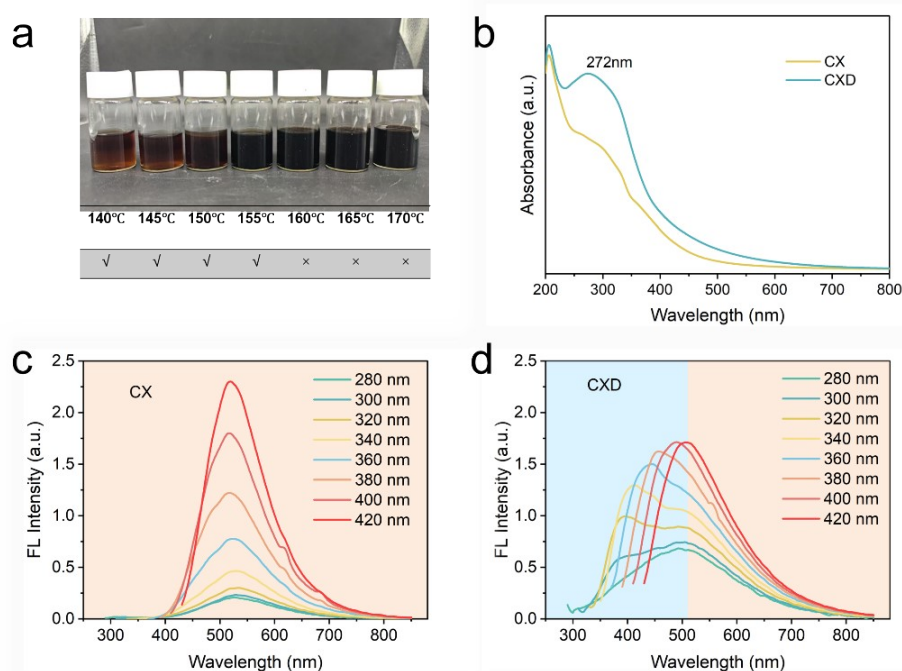 a
140℃ 145℃ 150℃ 155℃ 160℃ 165℃ 170℃
√ √ √ √ × × ×
b
272nm
CX
CXD
Absorbance (a.u.)
200 300 400 500 600 700 800
Wavelength (nm)
c
CX
280 nm
300 nm
320 nm
340 nm
360 nm
380 nm
400 nm
420 nm
FL Intensity (a.u.)
2.5
2.0
1.5
1.0
0.5
0.0
300 400 500 600 700 800
Wavelength (nm)
d
CXD
280 nm
300 nm
320 nm
340 nm
360 nm
380 nm
400 nm
420 nm
FL Intensity (a.u.)
2.5
2.0
1.5
1.0
0.5
0.0
300 400 500 600 700 800
Wavelength (nm)